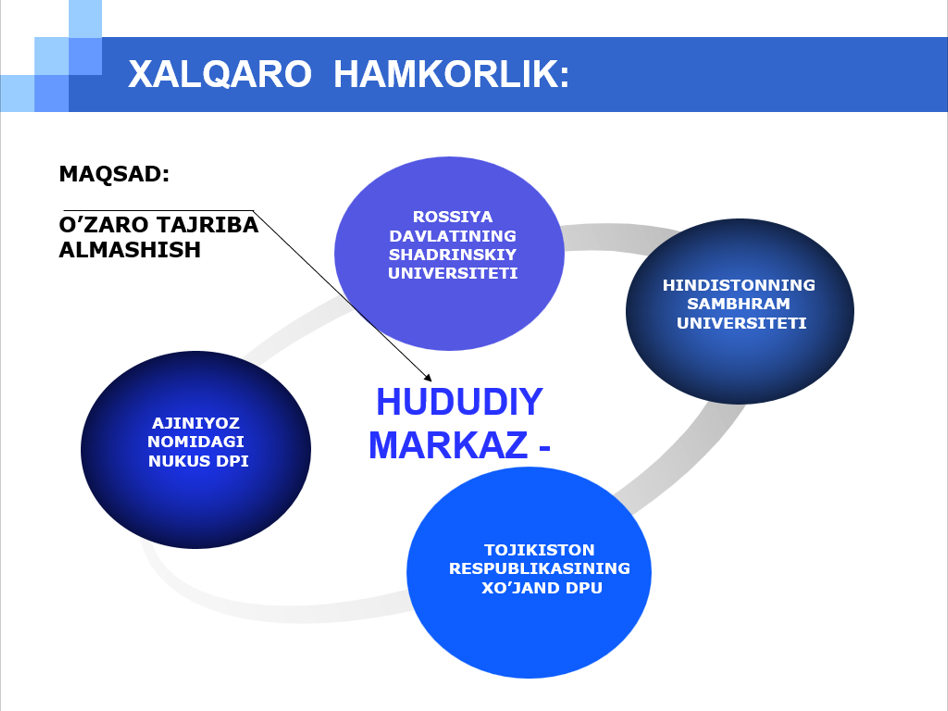 XALQARO HAMKORLIK:
MAQSAD:
O’ZARO TAJRIBA
ALMASHISH
ROSSIYA
DAVLATINING
SHADRINSKIY
UNIVERSITETI
HINDISTONNING
SAMBHRAM
UNIVERSITETI
HUDUDIY
MARKAZ -
AJINIYOZ
NOMIDAGI
NUKUS DPI
TOJIKISTON
RESPUBLIKASINING
XO’JAND DPU